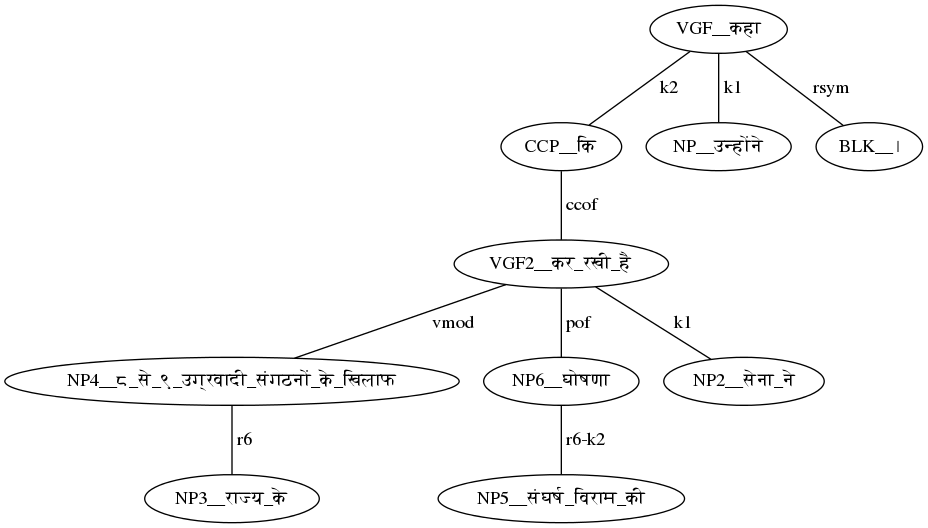 VGF__कहा
k2 k1 rsym
CCP__कि NP__उन्होंने BLK__।
ccof
VGF2__कर_रखी_है
vmod pof k1
NP4__८_से_९_उग्रवादी_संगठनों_के_खिलाफ NP6__घोषणा NP2__सेना_ने
r6 r6-k2
NP3__राज्य_के NP5__संघर्ष_विराम_की